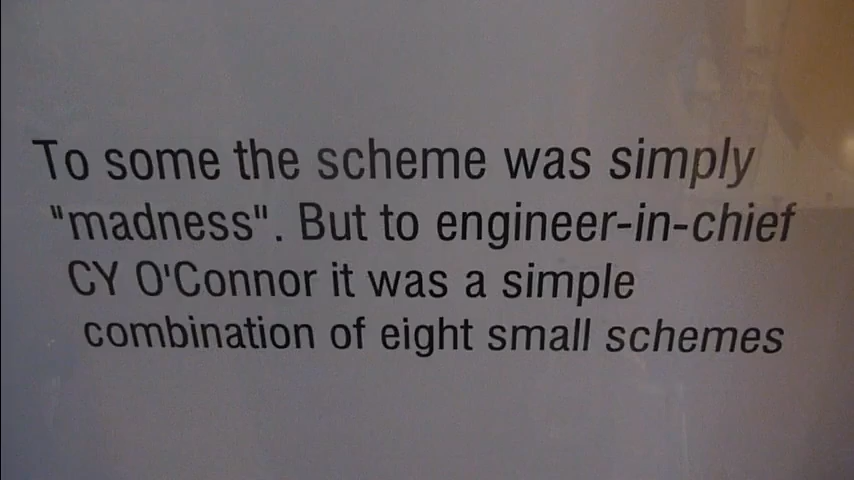 To some the scheme was simply
"madness". But to engineer-in-chief
CY O'Connor it was a simple
combination of eight small schemes